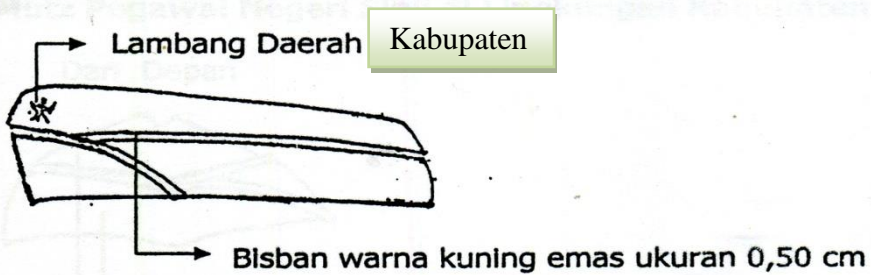 Lambang Daerah Kabupaten
Bisban warna kuning emas ukuran 0,50 cm